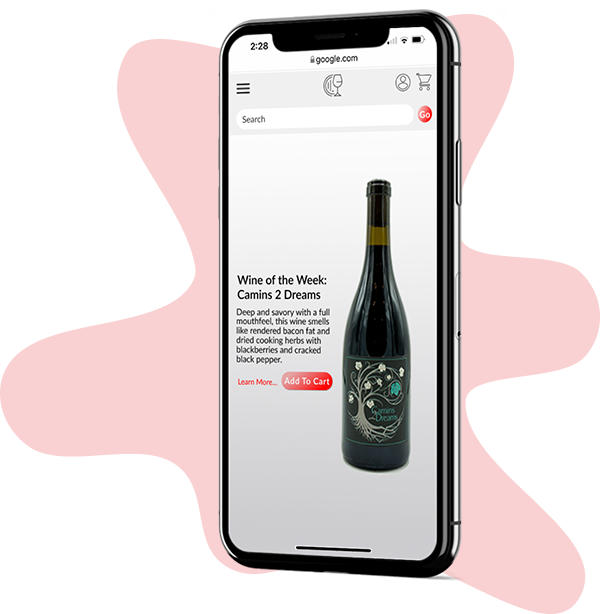 2:28
google.com
Search
Go
Wine of the Week:
Camins 2 Dreams
Deep and savory with a full
mouthfeel, this wine smells
like rendered bacon fat and
dried cooking herbs with
blackberries and cracked
black pepper.
Learn More...
Add To Cart
Camins
2 Dreams